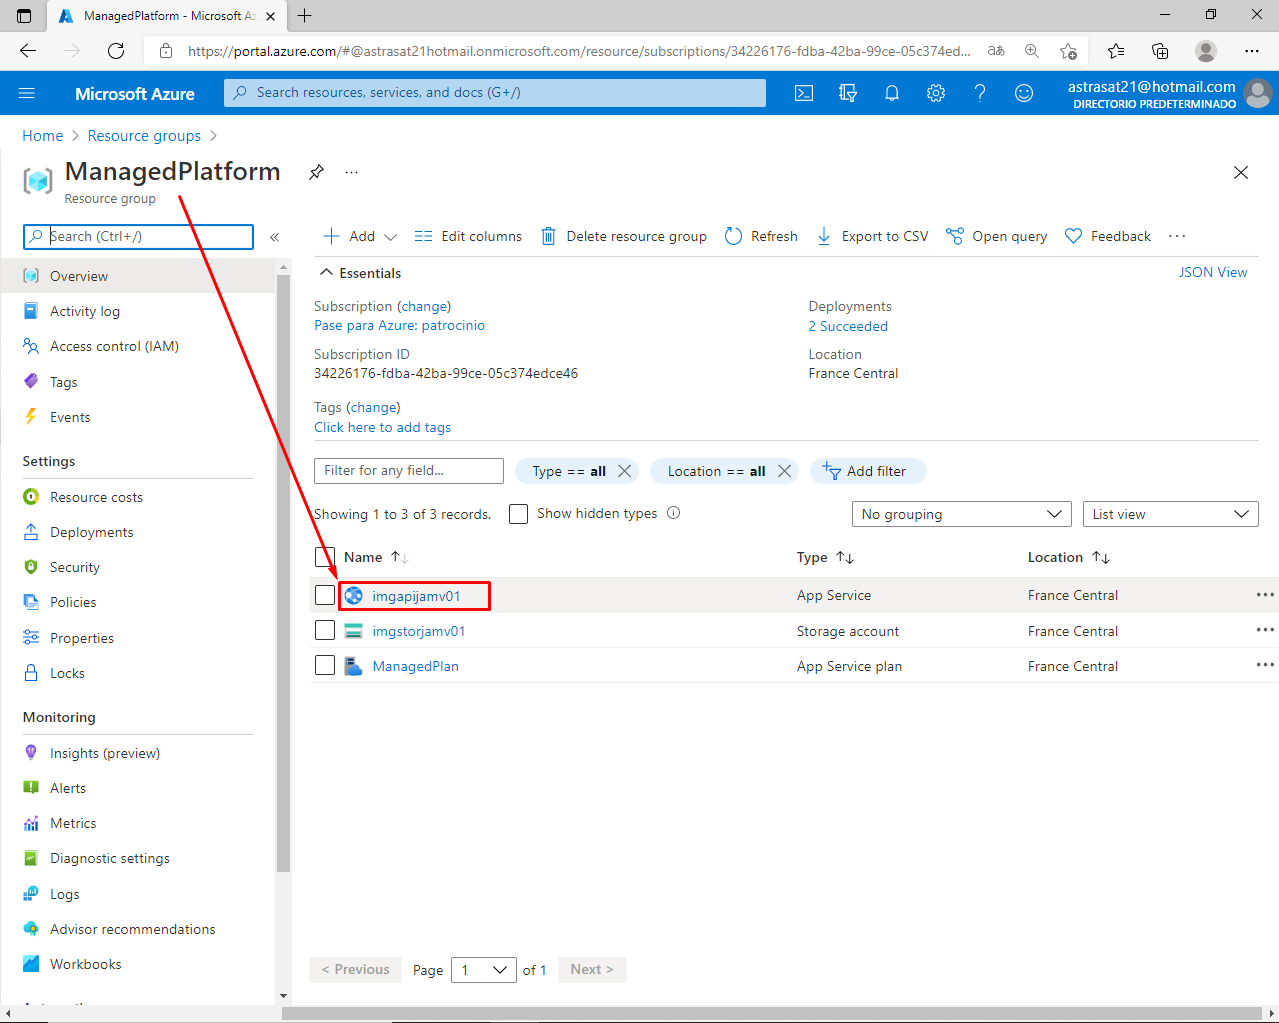 ManagedPlatform - Microsoft Az
https://portal.azure.com/#@astrasat21hotmail.onmicrosoft.com/resource/subscriptions/34226176-fdba-42ba-99ce-05c374ed...
Microsoft Azure
Search resources, services, and docs (G+/)
astrasat21@hotmail.com
DIRECTORIO PREDETERMINADO
Home > Resource groups >
ManagedPlatform
Resource group
Search (Ctrl+/)
Overview
Activity log
Access control (IAM)
Tags
Events
Settings
Resource costs
Deployments
Security
Policies
Properties
Locks
Monitoring
Insights (preview)
Alerts
Metrics
Diagnostic settings
Logs
Advisor recommendations
Workbooks
Add
Edit columns
Delete resource group
Refresh
Export to CSV
Open query
Feedback
Essentials
JSON View
Subscription (change)
Pase para Azure: patrocinio
Subscription ID
34226176-fdba-42ba-99ce-05c374edce46
Tags (change)
Click here to add tags
Deployments
2 Succeeded
Location
France Central
Filter for any field...
Type == all
Location == all
Add filter
Showing 1 to 3 of 3 records.
Show hidden types
No grouping
List view
Name Type Location
imgapijamv01 App Service France Central
imgstorjamv01 Storage account France Central
ManagedPlan App Service plan France Central
< Previous Page 1 of 1 Next >